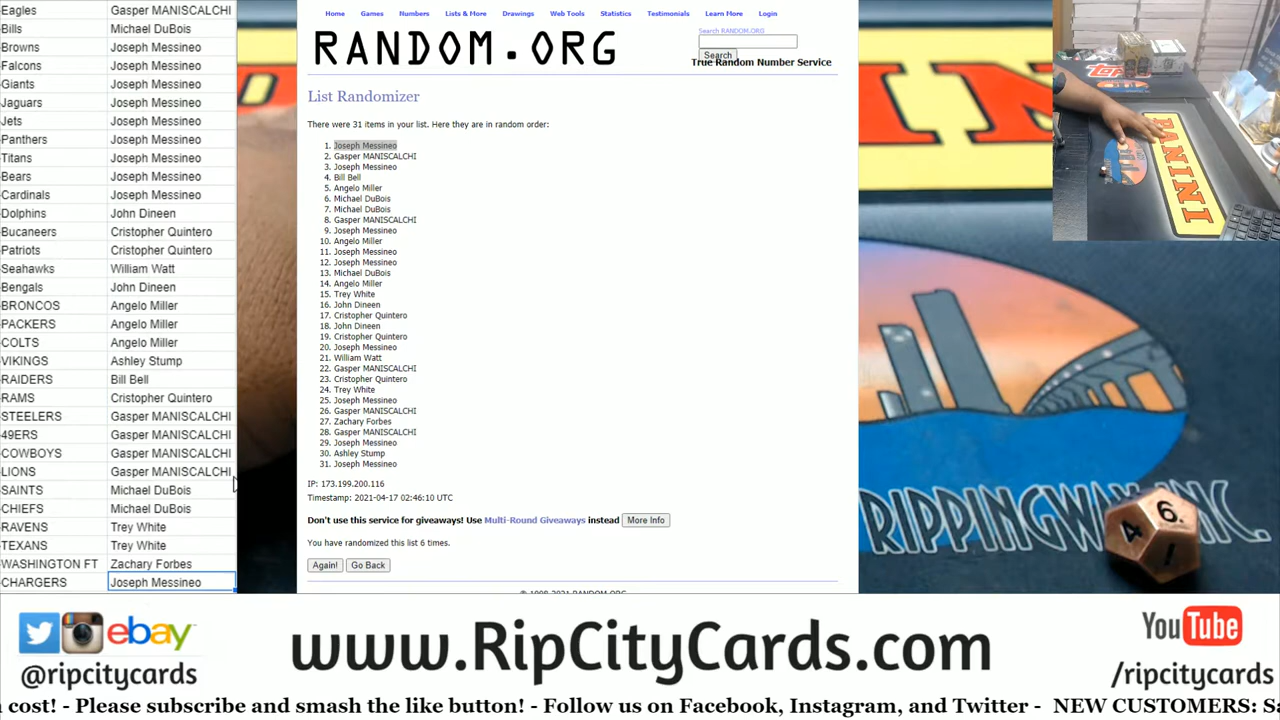 Eagles Gasper MANISCALCHI
Bills Michael DuBois
Browns Joseph Messineo
Falcons Joseph Messineo
Giants Joseph Messineo
Jaguars Joseph Messineo
Jets Joseph Messineo
Panthers Joseph Messineo
Titans Joseph Messineo
Bears Joseph Messineo
Cardinals Joseph Messineo
Dolphins John Dineen
Bucaneers Cristopher Quintero
Patriots Cristopher Quintero
Seahawks William Watt
Bengals John Dineen
BRONCOS Angelo Miller
PACKERS Angelo Miller
COLTS Angelo Miller
VIKINGS Ashley Stump
RAIDERS Bill Bell
RAMS Cristopher Quintero
STEELERS Gasper MANISCALCHI
49ERS Gasper MANISCALCHI
COWBOYS Gasper MANISCALCHI
LIONS Gasper MANISCALCHI
SAINTS Michael DuBois
CHIEFS Michael DuBois
RAVENS Trey White
TEXANS Trey White
WASHINGTON FT Zachary Forbes
CHARGERS Joseph Messineo
Home Games Numbers Lists & More Drawings Web Tools Statistics Testimonials Learn More Login
RANDOM.ORG
Search RANDOM.ORG
Search
True Random Number Service
List Randomizer
There were 31 items in your list. Here they are in random order:
1. Joseph Messineo
2. Gasper MANISCALCHI
3. Joseph Messineo
4. Bill Bell
5. Angelo Miller
6. Michael DuBois
7. Michael DuBois
8. Gasper MANISCALCHI
9. Joseph Messineo
10. Angelo Miller
11. Joseph Messineo
12. Joseph Messineo
13. Michael DuBois
14. Angelo Miller
15. Trey White
16. John Dineen
17. Cristopher Quintero
18. John Dineen
19. Cristopher Quintero
20. Joseph Messineo
21. William Watt
22. Gasper MANISCALCHI
23. Cristopher Quintero
24. Trey White
25. Joseph Messineo
26. Gasper MANISCALCHI
27. Zachary Forbes
28. Gasper MANISCALCHI
29. Joseph Messineo
30. Ashley Stump
31. Joseph Messineo
IP: 173.199.200.116
Timestamp: 2021-04-17 02:46:10 UTC
Don't use this service for giveaways! Use Multi-Round Giveaways instead More Info
You have randomized this list 6 times.
Again! Go Back
© 1998-2021 RANDOM.ORG
PANINI
RIPPINGWAX, INC.
4 6. 1
@ripcitycards
ebay
www.RipCityCards.com
YouTube
/ripcitycards
cost! - Please subscribe and smash the like button! - Follow us on Facebook, Instagram, and Twitter - NEW CUSTOMERS: Sa